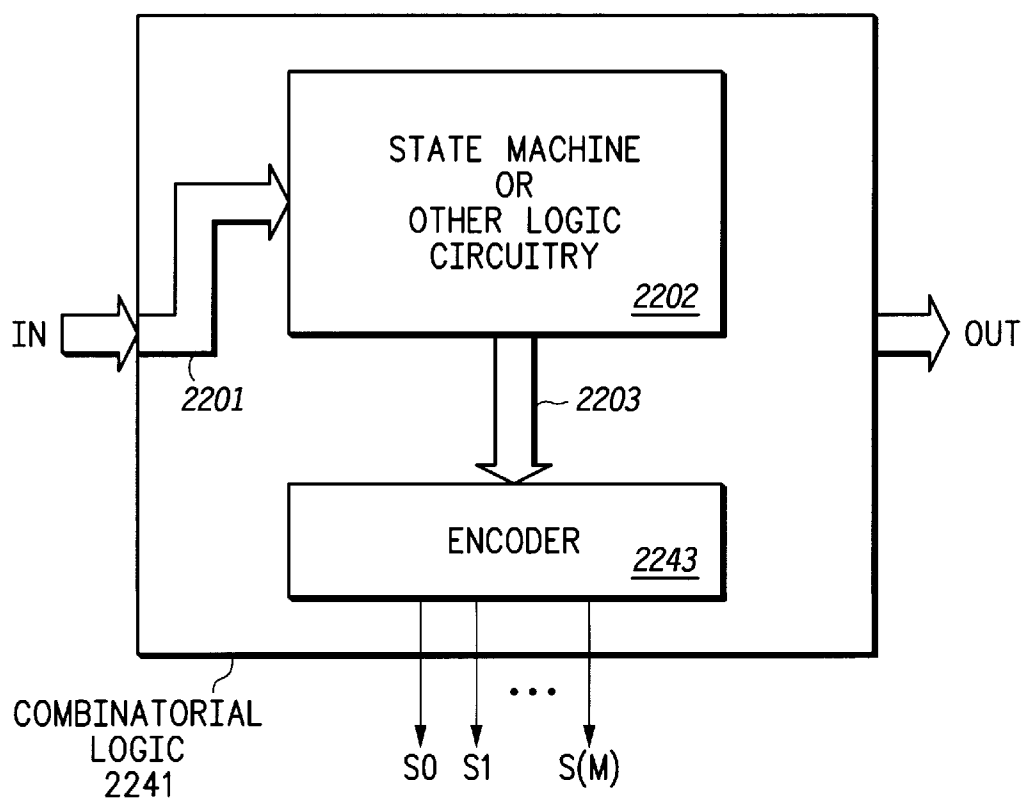 STATE MACHINE
OR
OTHER LOGIC
CIRCUITRY
2202
IN
OUT
2201
2203
ENCODER
2243
COMBINATORIAL
LOGIC
2241
...
S0 S1 S(M)